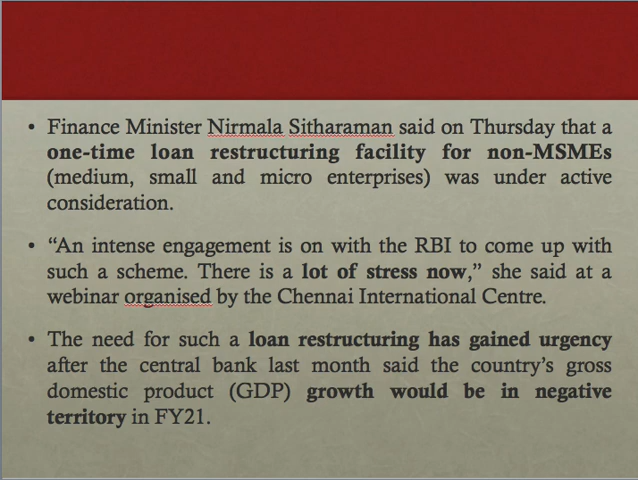 • Finance Minister Nirmala Sitharaman said on Thursday that a
one-time loan restructuring facility for non-MSMEs
(medium, small and micro enterprises) was under active
consideration.
• “An intense engagement is on with the RBI to come up with
such a scheme. There is a lot of stress now,” she said at a
webinar organised by the Chennai International Centre.
• The need for such a loan restructuring has gained urgency
after the central bank last month said the country’s gross
domestic product (GDP) growth would be in negative
territory in FY21.